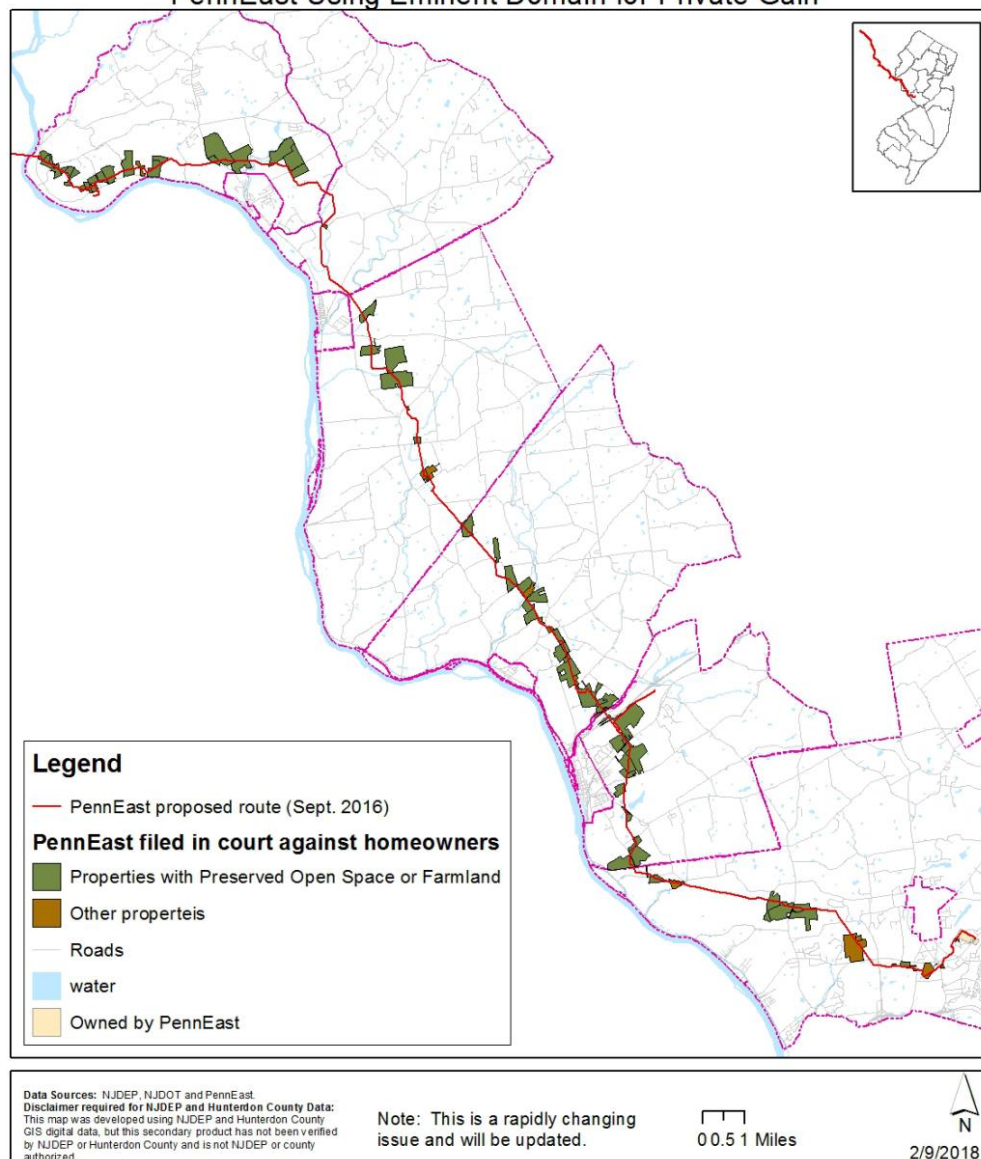 PennEast Using Eminent Domain for Private Gain
Legend
PennEast proposed route (Sept. 2016)
PennEast filed in court against homeowners
Properties with Preserved Open Space or Farmland
Other properteis
Roads
water
Owned by PennEast
Data Sources: NJDEP, NJDOT and PennEast.
Disclaimer required for NJDEP and Hunterdon County Data:
This map was developed using NJDEP and Hunterdon County
GIS digital data, but this secondary product has not been verified
by NJDEP or Hunterdon County and is not NJDEP or county
authorized.
Note: This is a rapidly changing
issue and will be updated.
0 0.5 1 Miles
N
2/9/2018